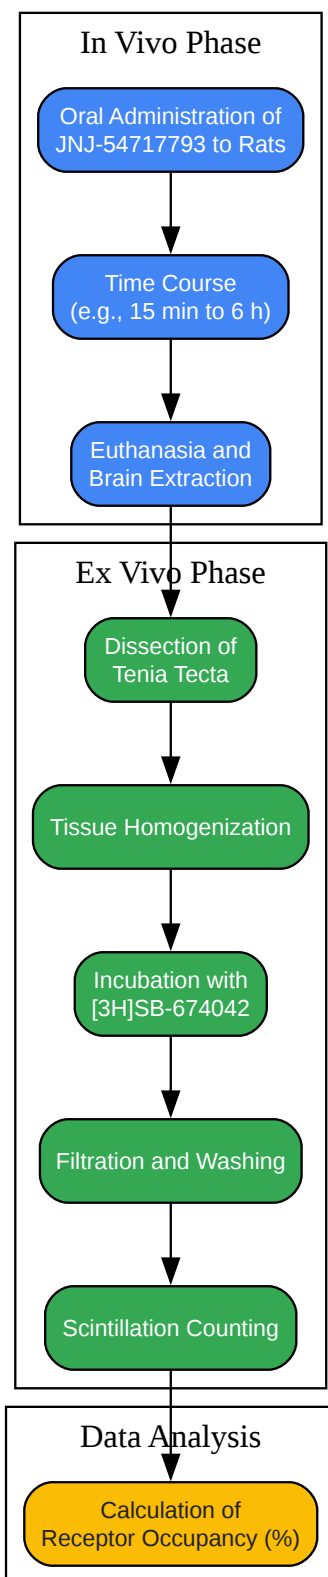 In Vivo Phase
Oral Administration of
JNJ-54717793 to Rats
Time Course
(e.g., 15 min to 6 h)
Euthanasia and
Brain Extraction
Ex Vivo Phase
Dissection of
Tenia Tecta
Tissue Homogenization
Incubation with
[3H]SB-674042
Filtration and Washing
Scintillation Counting
Data Analysis
Calculation of
Receptor Occupancy (%)